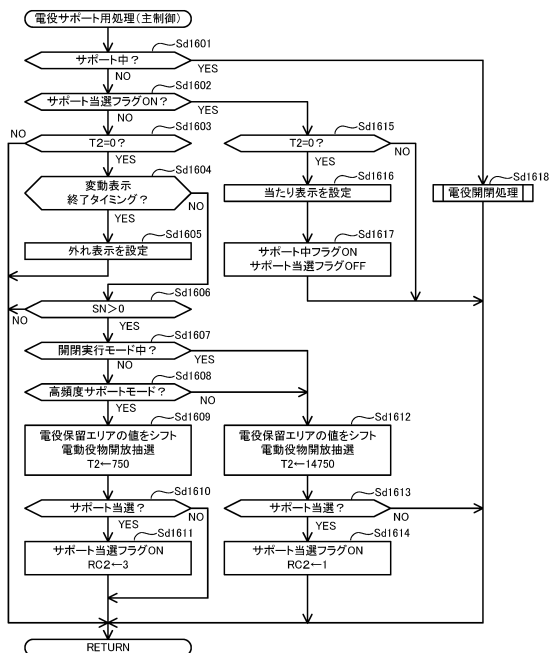 電役サポート用処理（主制御）
Sd1601
サポート中？
NO
YES
Sd1602
サポート当選フラグON？
YES
NO
Sd1603
NO
T2=0？
YES
Sd1604
変動表示
終了タイミング？
NO
YES
Sd1605
外れ表示を設定
Sd1615
T2=0？
YES
NO
Sd1616
当たり表示を設定
Sd1617
サポート中フラグON
サポート当選フラグOFF
Sd1618
電役開閉処理
Sd1606
SN＞0
NO
YES
Sd1607
開閉実行モード中？
YES
NO
Sd1608
高頻度サポートモード？
NO
YES
Sd1609
電役保留エリアの値をシフト
電動役物開放抽選
T2←750
Sd1610
サポート当選？
YES
NO
Sd1611
サポート当選フラグON
RC2←3
Sd1612
電役保留エリアの値をシフト
電動役物開放抽選
T2←14750
Sd1613
サポート当選？
YES
NO
Sd1614
サポート当選フラグON
RC2←1
RETURN